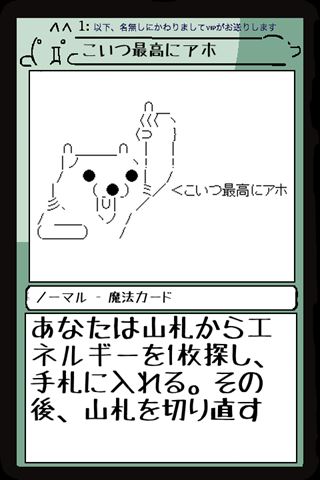 1: 以下、名無しにかわりましてVIPがお送りします
こいつ最高にアホ
<こいつ最高にアホ
ノーマル - 魔法カード
あなたは山札からエ
ネルギーを1枚探し、
手札に入れる。その
後、山札を切り直す